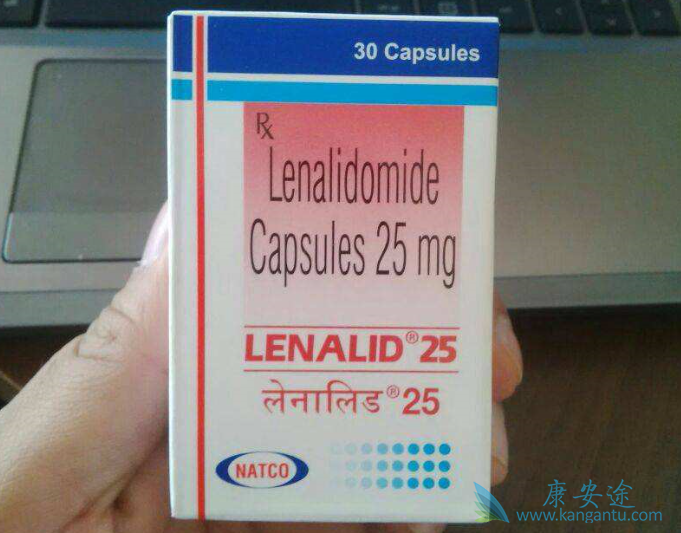 30 Capsules
Rx
Lenalidomide
Capsules 25 mg
LENALID® 25
लेनालिड® 25
NATCO
康安途
www.kangantu.com